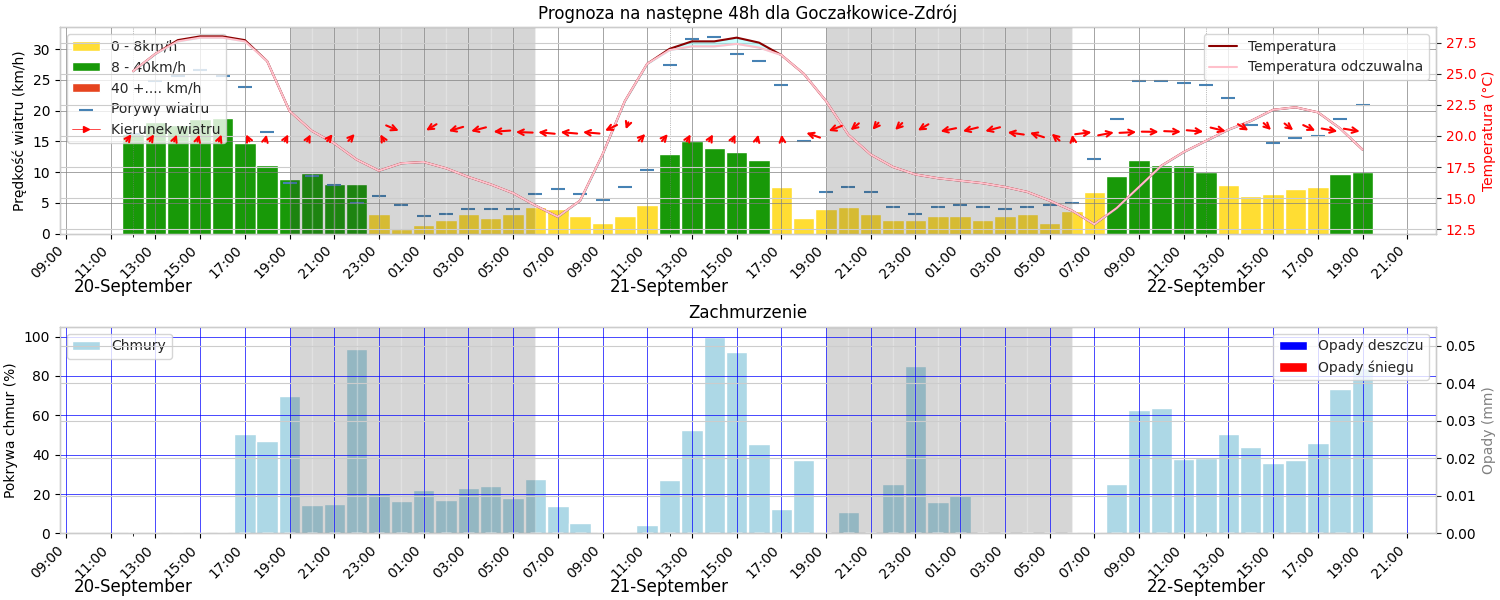 Prognoza na następne 48h dla Goczałkowice-Zdrój
Prędkość wiatru (km/h)
30
25
20
15
10
5
0
0 - 8km/h
8 - 40km/h
40 +.... km/h
Porywy wiatru
Kierunek wiatru
Temperatura
Temperatura odczuwalna
27.5
25.0
22.5
20.0
17.5
15.0
12.5
Temperatura (°C)
09:00 11:00 13:00 15:00 17:00 19:00 21:00 23:00 01:00 03:00 05:00 07:00 09:00 11:00 13:00 15:00 17:00 19:00 21:00 23:00 01:00 03:00 05:00 07:00 09:00 11:00 13:00 15:00 17:00 19:00 21:00
20-September 21-September 22-September
Zachmurzenie
Pokrywa chmur (%)
100
80
60
40
20
0
Chmury
Opady deszczu
Opady śniegu
0.05
0.04
0.03
0.02
0.01
0.00
Opady (mm)
09:00 11:00 13:00 15:00 17:00 19:00 21:00 23:00 01:00 03:00 05:00 07:00 09:00 11:00 13:00 15:00 17:00 19:00 21:00 23:00 01:00 03:00 05:00 07:00 09:00 11:00 13:00 15:00 17:00 19:00 21:00
20-September 21-September 22-September